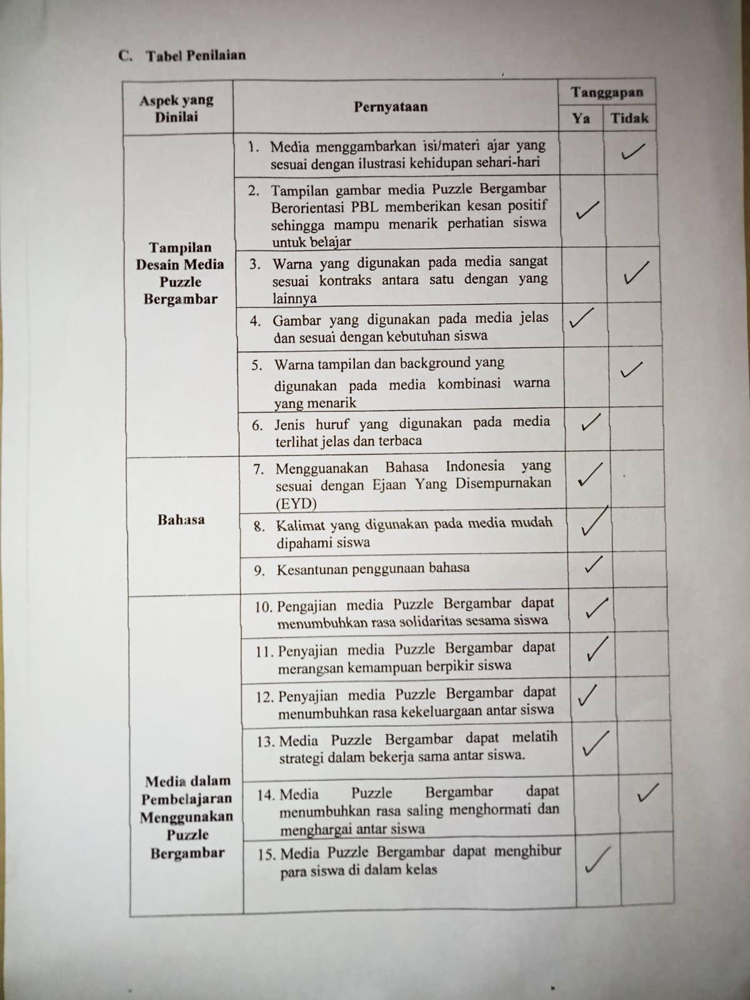 C. Tabel Penilaian
Aspek yang
Dinilai
Pernyataan
Tanggapan
Ya
Tidak
Tampilan
Desain Media
Puzzle
Bergambar
1. Media menggambarkan isi/materi ajar yang
sesuai dengan ilustrasi kehidupan sehari-hari
✓
2. Tampilan gambar media Puzzle Bergambar
Berorientasi PBL memberikan kesan positif
sehingga mampu menarik perhatian siswa
untuk belajar
✓
3. Warna yang digunakan pada media sangat
sesuai kontraks antara satu dengan yang
lainnya
✓
4. Gambar yang digunakan pada media jelas
dan sesuai dengan kebutuhan siswa
✓
5. Warna tampilan dan background yang
digunakan pada media kombinasi warna
yang menarik
✓
6. Jenis huruf yang digunakan pada media
terlihat jelas dan terbaca
✓
Bahasa
7. Mengguanakan Bahasa Indonesia yang
sesuai dengan Ejaan Yang Disempurnakan
(EYD)
✓
8. Kalimat yang digunakan pada media mudah
dipahami siswa
✓
9. Kesantunan penggunaan bahasa
✓
Media dalam
Pembelajaran
Menggunakan
Puzzle
Bergambar
10. Pengajian media Puzzle Bergambar dapat
menumbuhkan rasa solidaritas sesama siswa
✓
11. Penyajian media Puzzle Bergambar dapat
merangsan kemampuan berpikir siswa
✓
12. Penyajian media Puzzle Bergambar dapat
menumbuhkan rasa kekeluargaan antar siswa
✓
13. Media Puzzle Bergambar dapat melatih
strategi dalam bekerja sama antar siswa.
✓
14. Media Puzzle Bergambar dapat
menumbuhkan rasa saling menghormati dan
menghargai antar siswa
✓
15. Media Puzzle Bergambar dapat menghibur
para siswa di dalam kelas
✓